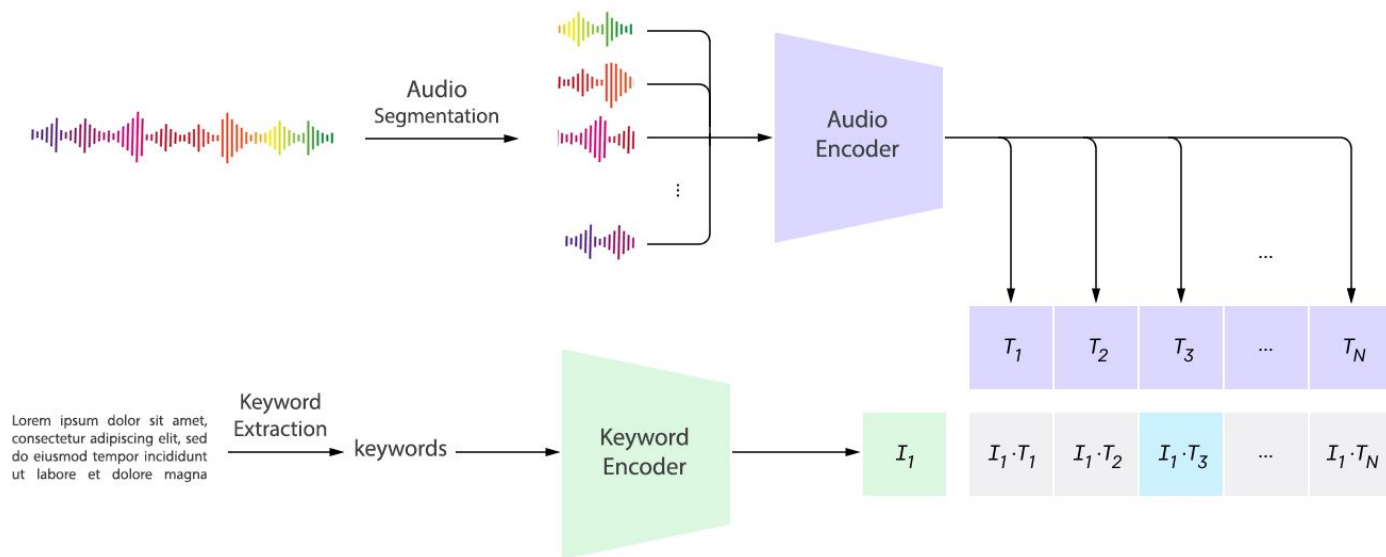 Audio
Segmentation
⋮
Audio
Encoder
...
T₁ T₂ T₃ ... T_N
Lorem ipsum dolor sit amet,
consectetur adipiscing elit, sed
do eiusmod tempor incididunt
ut labore et dolore magna
Keyword
Extraction
keywords
Keyword
Encoder
I₁
I₁·T₁ I₁·T₂ I₁·T₃ ... I₁·T_N